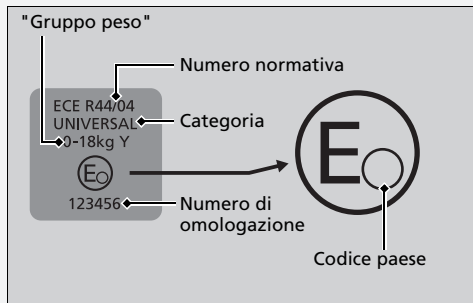 "Gruppo peso"
Numero normativa
ECE R44/04
UNIVERSAL
Categoria
0-18kg Y
E
E
123456
Numero di
omologazione
Codice paese